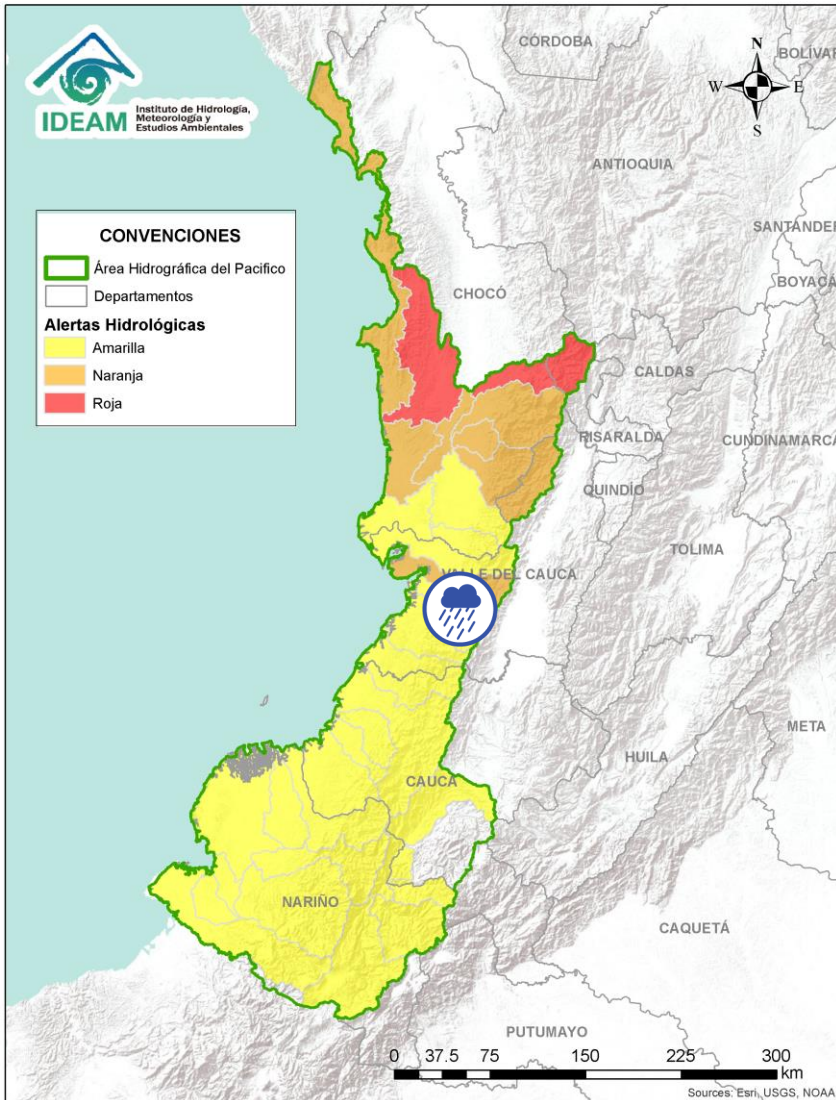 IDEAM
Instituto de Hidrología,
Meteorología y
Estudios Ambientales
CÓRDOBA
BOLÍVAR
N
W
E
S
ANTIOQUIA
SANTANDER
BOYACÁ
CONVENCIONES
Área Hidrográfica del Pacifico
Departamentos
Alertas Hidrológicas
Amarilla
Naranja
Roja
CHOCÓ
CALDAS
RISARALDA
CUNDINAMARCA
QUINDÍO
TOLIMA
VALLE DEL CAUCA
META
HUILA
CAUCA
NARIÑO
CAQUETÁ
PUTUMAYO
0 37.5 75 150 225 300
km
Sources: Esri, USGS, NOAA